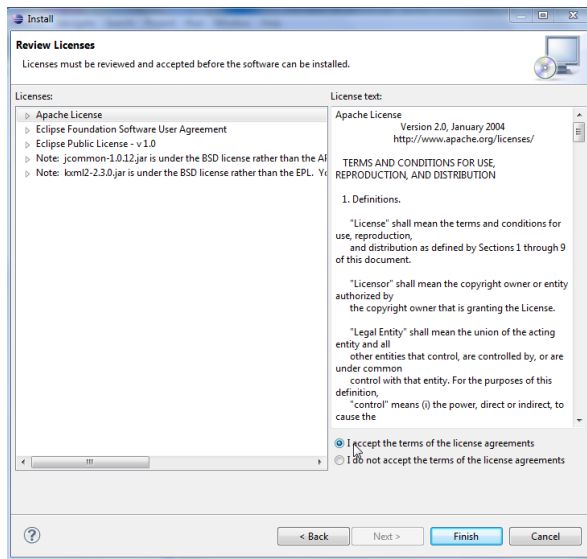 Install
Review Licenses
Licenses must be reviewed and accepted before the software can be installed.
Licenses:
Apache License
Eclipse Foundation Software User Agreement
Eclipse Public License - v 1.0
Note: jcommon-1.0.12.jar is under the BSD license rather than the
Note: kxml2-2.3.0.jar is under the BSD license rather than the EPL.
License text:
Apache License
Version 2.0, January 2004
http://www.apache.org/licenses/
TERMS AND CONDITIONS FOR USE,
REPRODUCTION, AND DISTRIBUTION
1. Definitions.
"License" shall mean the terms and conditions for
use, reproduction,
and distribution as defined by Sections 1 through 9
of this document.
"Licensor" shall mean the copyright owner or entity
authorized by
the copyright owner that is granting the License.
"Legal Entity" shall mean the union of the acting
entity and all
other entities that control, are controlled by, or are
under common
control with that entity. For the purposes of this
definition,
"control" means (i) the power, direct or indirect, to
cause the
I accept the terms of the license agreements
I do not accept the terms of the license agreements
< Back
Next >
Finish
Cancel